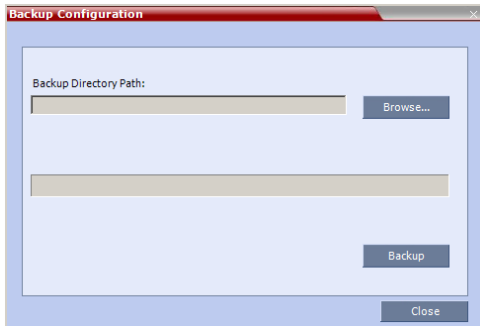 Backup Configuration
Backup Directory Path:
Browse...
Backup
Close